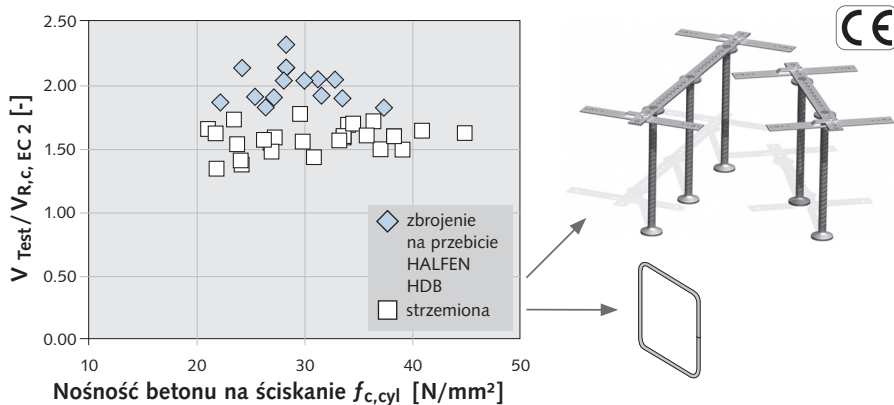 V Test/VR,c, EC 2 [-]
2.50
2.00
1.50
1.00
0.50
0.00
10
20
30
40
50
Nośność betonu na ściskanie fc,cyl [N/mm²]
zbrojenie
na przebicie
HALFEN
HDB
strzemiona
CE